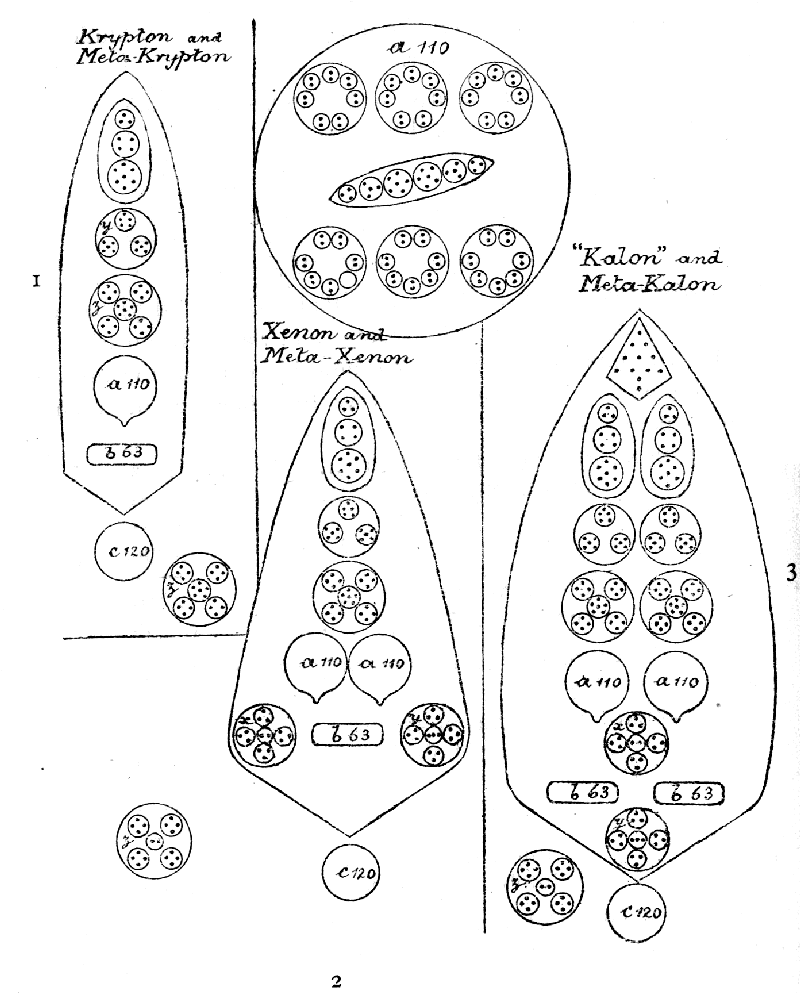 Krypton and
Meta-Krypton
y
z
a 110
b 63
c 120
z
1
a 110
Xenon and
Meta-Xenon
a 110 a 110
x
b 63
y
c 120
z
2
"Kalon" and
Meta-Kalon
a 110 a 110
x
b 63 b 63
y
c 120
z
3